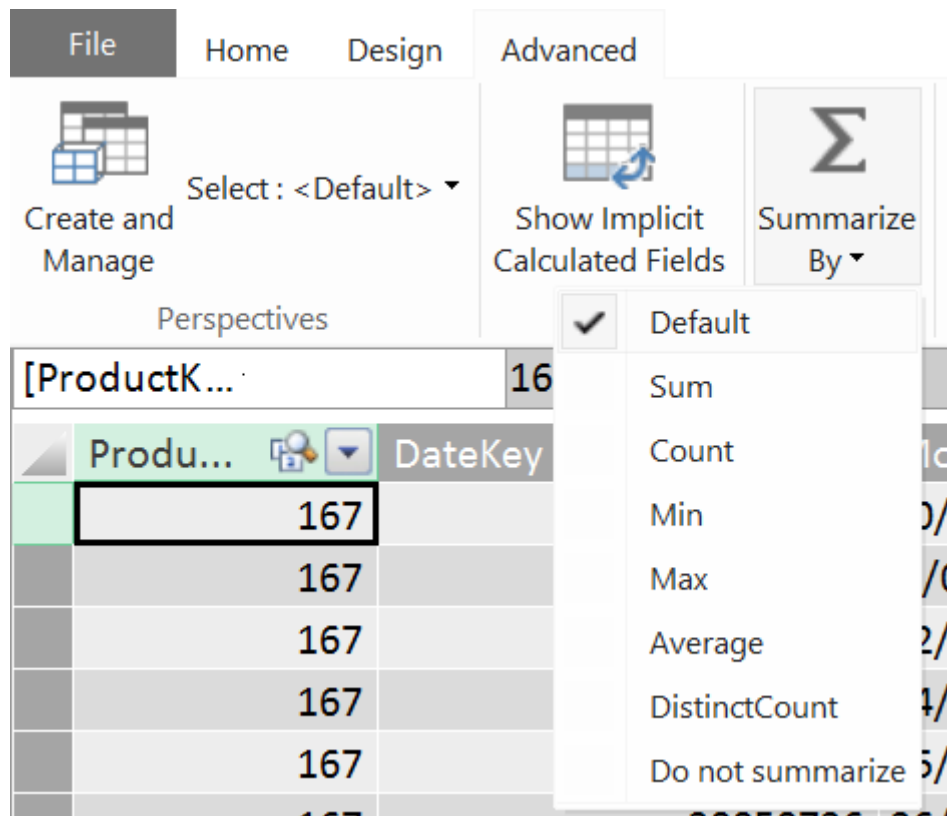 File Home Design Advanced
Select : <Default>
Create and
Manage
Show Implicit
Calculated Fields
Summarize
By
Perspectives
Default
[ProductK...
16
Sum
Produ...
DateKey
Count
167
Min
167
Max
167
Average
167
DistinctCount
167
Do not summarize